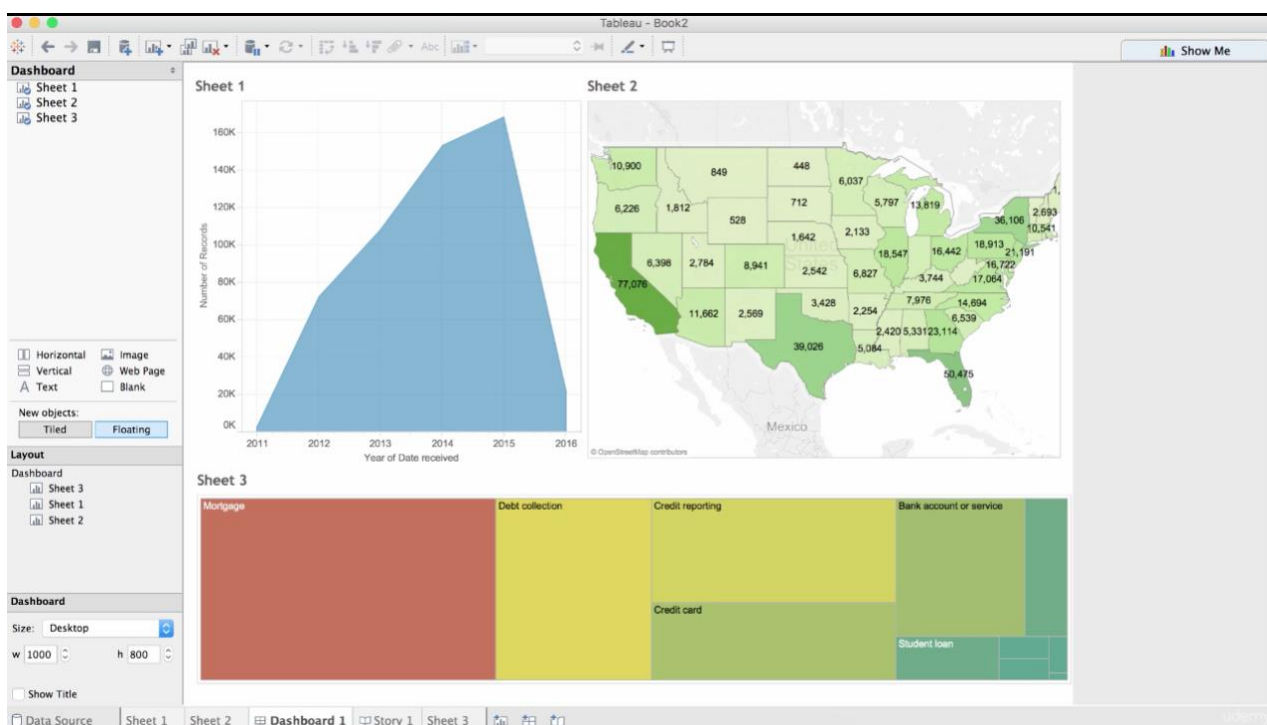 Tableau - Book2
Abc
Show Me
Dashboard
Sheet 1
Sheet 2
Sheet 3
Horizontal
Image
Vertical
Web Page
A Text
Blank
New objects:
Tiled
Floating
Layout
Dashboard
Sheet 3
Sheet 1
Sheet 2
Dashboard
Size: Desktop
w 1000
h 800
Show Title
Sheet 1
160K
140K
120K
100K
80K
60K
40K
20K
0K
Number of Records
2011 2012 2013 2014 2015 2016
Year of Date received
Sheet 2
10,900
849
448
6,037
6,226
1,812
528
712
5,797
13,819
36,106
2,693
10,541
1,642
2,133
18,913
21,191
6,398
2,784
8,941
2,542
18,547
16,442
16,722
77,076
6,827
3,744
17,064
11,662
2,569
3,428
2,254
7,976
14,694
6,539
39,026
2,420
5,331
23,114
5,084
50,475
United
States
Mexico
© OpenStreetMap contributors
Sheet 3
Mortgage
Debt collection
Credit reporting
Bank account or service
Credit card
Student loan
Data Source
Sheet 1
Sheet 2
Dashboard 1
Story 1
Sheet 3
udemy